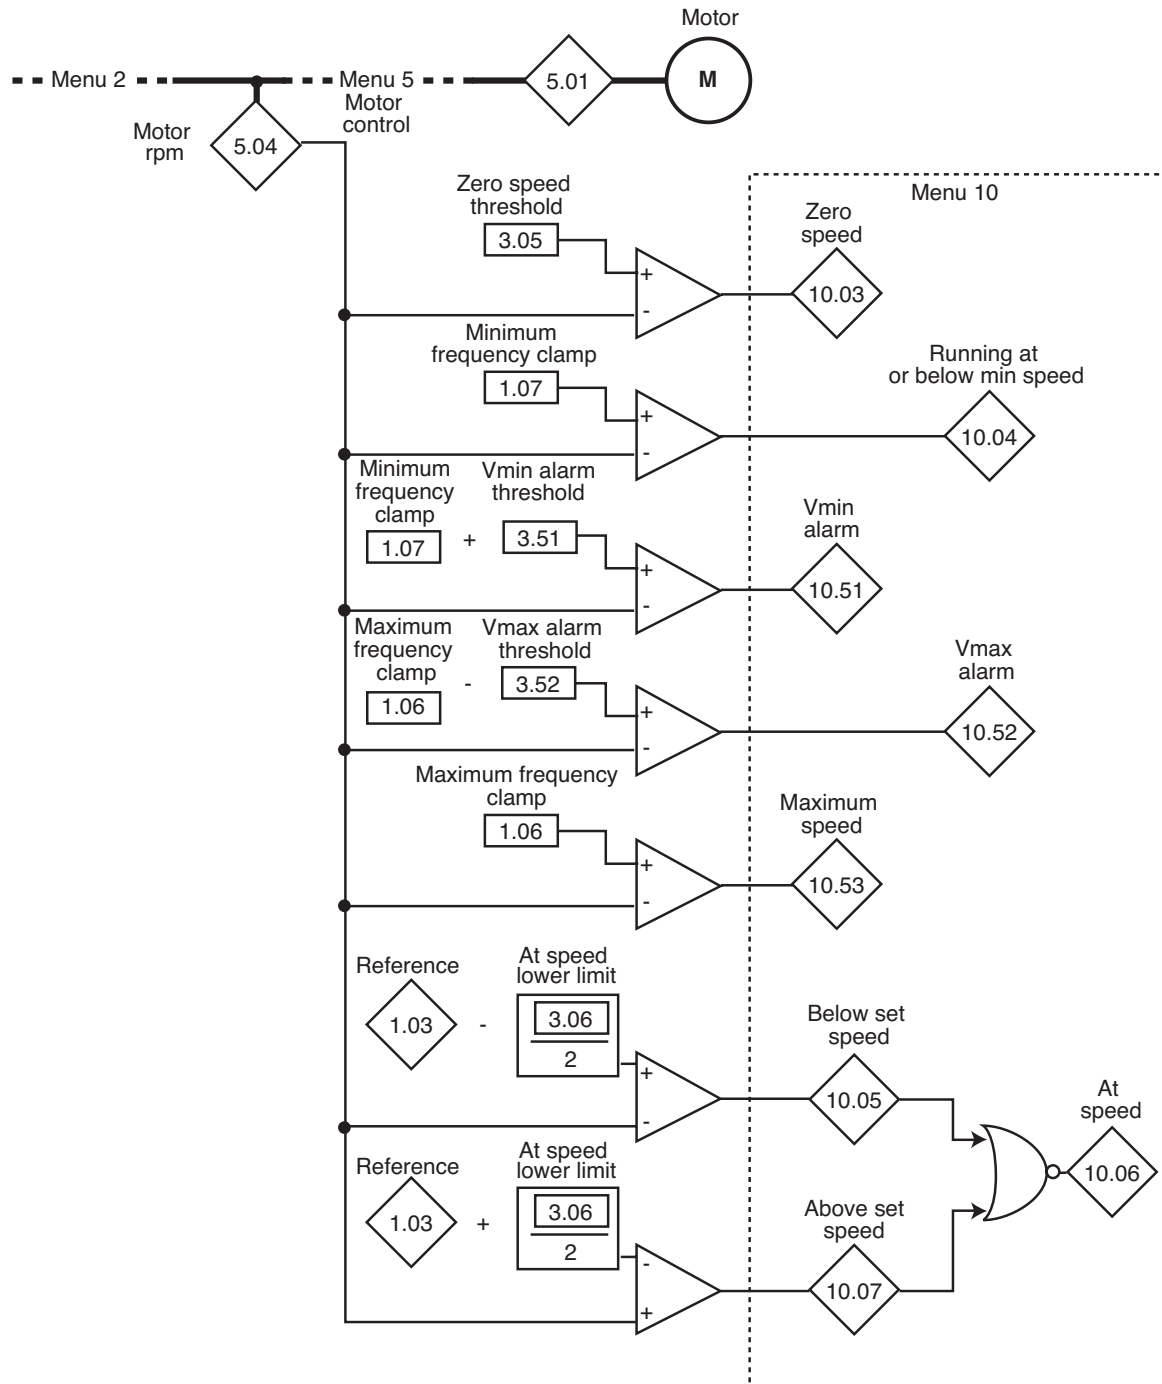 Motor
Menu 2
Menu 5
5.01
M
Motor
control
Motor
rpm
5.04
Zero speed
threshold
3.05
Menu 10
Zero
speed
+
-
10.03
Minimum
frequency clamp
1.07
Running at
or below min speed
+
-
10.04
Minimum
frequency
clamp
1.07
+
Vmin alarm
threshold
3.51
Vmin
alarm
+
-
10.51
Maximum
frequency
clamp
1.06
-
Vmax alarm
threshold
3.52
Vmax
alarm
+
-
10.52
Maximum frequency
clamp
1.06
Maximum
speed
+
-
10.53
Reference
1.03
-
At speed
lower limit
3.06
2
+
-
Below set
speed
10.05
At
speed
10.06
Reference
1.03
+
At speed
lower limit
3.06
2
-
+
Above set
speed
10.07